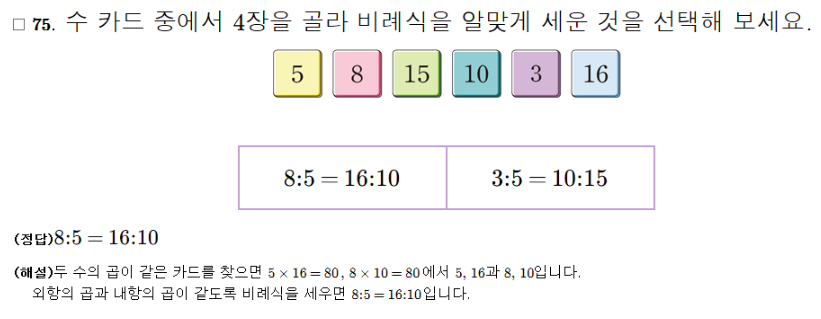 □ 75. 수 카드 중에서 4장을 골라 비례식을 알맞게 세운 것을 선택해 보세요.
5 8 15 10 3 16
8:5 = 16:10 3:5 = 10:15
(정답)8:5 = 16:10
(해설)두 수의 곱이 같은 카드를 찾으면 5 × 16 = 80, 8 × 10 = 80에서 5, 16과 8, 10입니다.
외항의 곱과 내항의 곱이 같도록 비례식을 세우면 8:5 = 16:10입니다.